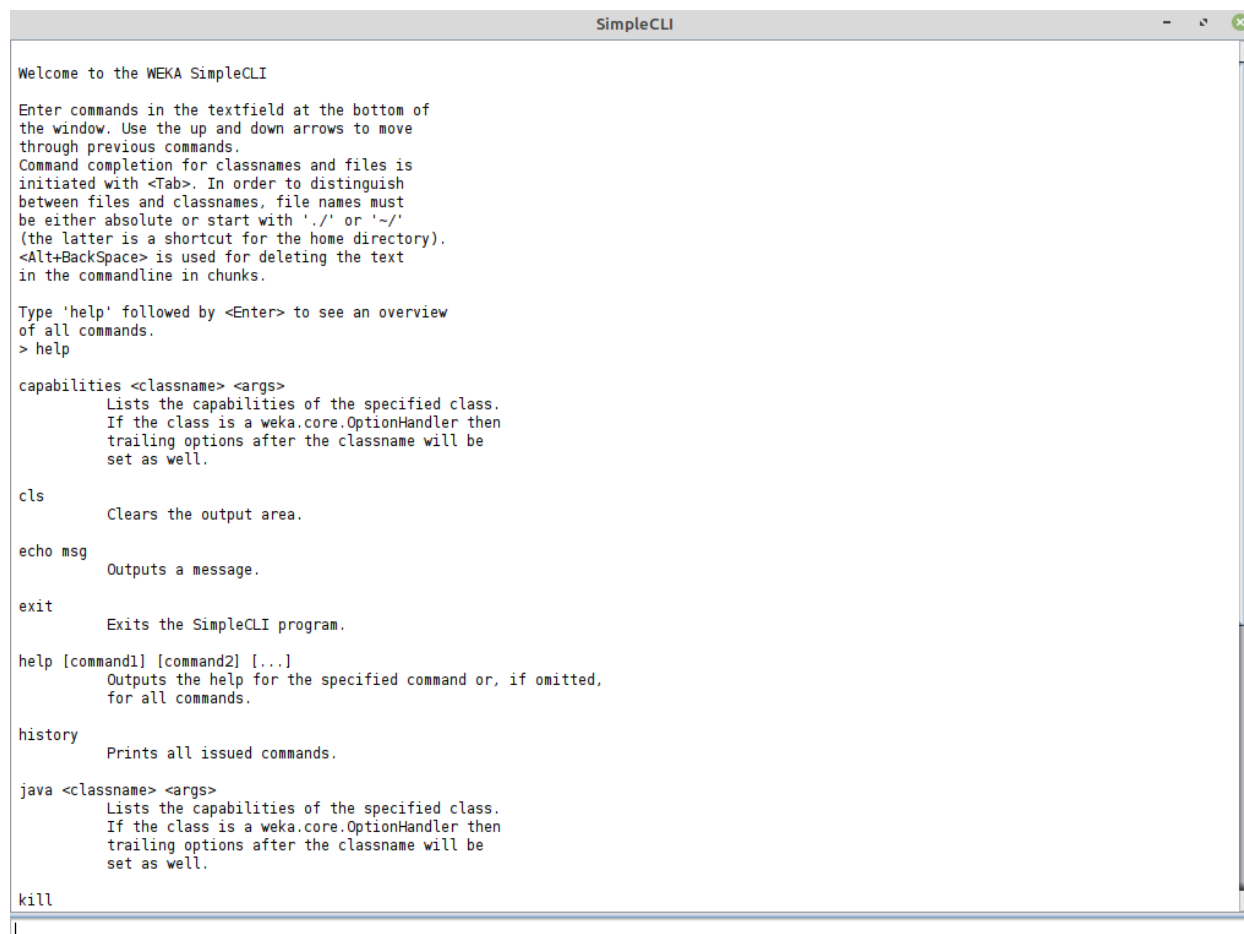 SimpleCLI
Welcome to the WEKA SimpleCLI
Enter commands in the textfield at the bottom of
the window. Use the up and down arrows to move
through previous commands.
Command completion for classnames and files is
initiated with <Tab>. In order to distinguish
between files and classnames, file names must
be either absolute or start with './' or '~/'
(the latter is a shortcut for the home directory).
<Alt+BackSpace> is used for deleting the text
in the commandline in chunks.
Type 'help' followed by <Enter> to see an overview
of all commands.
> help
capabilities <classname> <args>
Lists the capabilities of the specified class.
If the class is a weka.core.OptionHandler then
trailing options after the classname will be
set as well.
cls
Clears the output area.
echo msg
Outputs a message.
exit
Exits the SimpleCLI program.
help [command1] [command2] [...]
Outputs the help for the specified command or, if omitted,
for all commands.
history
Prints all issued commands.
java <classname> <args>
Lists the capabilities of the specified class.
If the class is a weka.core.OptionHandler then
trailing options after the classname will be
set as well.
kill